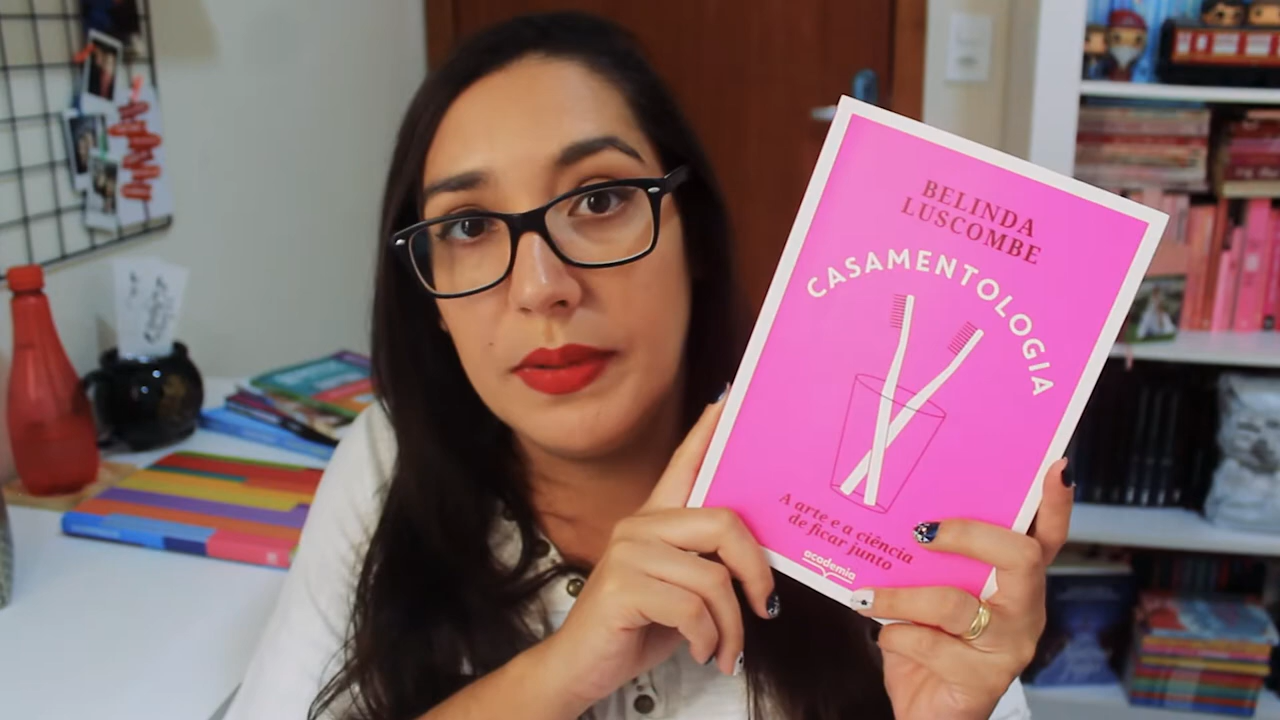 BELINDA
LUSCOMBE
CASAMENTOLOGIA
A arte e a ciência
de ficar junto
academia